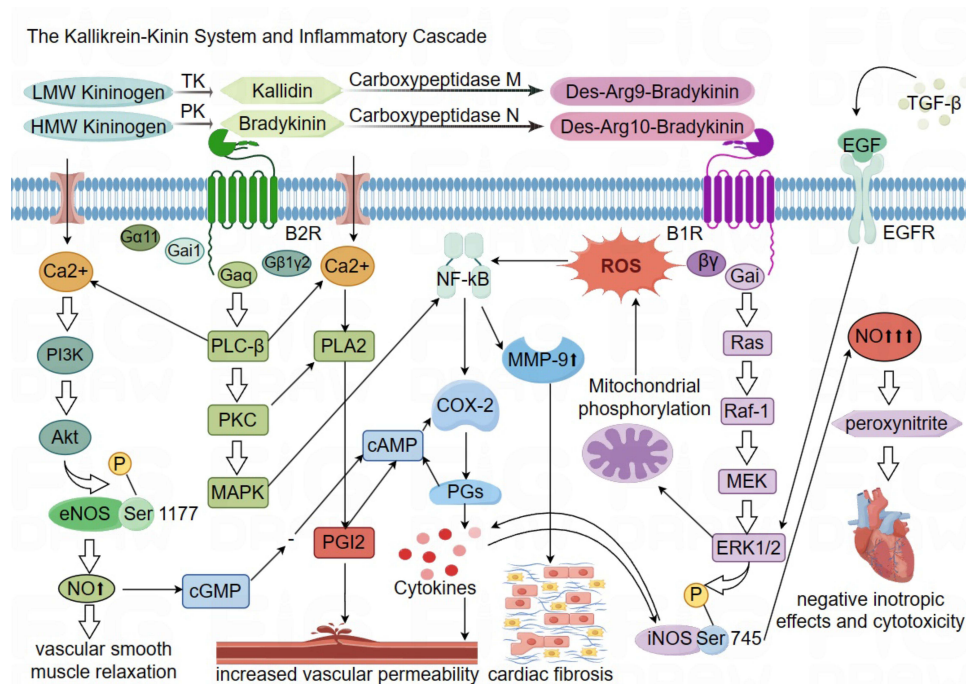 The Kallikrein-Kinin System and Inflammatory Cascade
LMW Kininogen
TK
Kallidin
Carboxypeptidase M
Des-Arg9-Bradykinin
HMW Kininogen
PK
Bradykinin
Carboxypeptidase N
Des-Arg10-Bradykinin
TGF-β
EGF
EGFR
B2R
B1R
Gα11
Gai1
Gaq
Gβ1γ2
Ca2+
Ca2+
NF-kB
ROS
βγ
Gai
PI3K
PLC-β
PLA2
MMP-9⬆
Ras
NO⬆⬆⬆
Mitochondrial
phosphorylation
Akt
PKC
COX-2
Raf-1
peroxynitrite
cAMP
P
eNOS
Ser
1177
MAPK
PGs
MEK
-
PGI2
ERK1/2
NO⬆
cGMP
Cytokines
P
iNOS
Ser
745
negative inotropic
effects and cytotoxicity
vascular smooth
muscle relaxation
increased vascular permeability
cardiac fibrosis